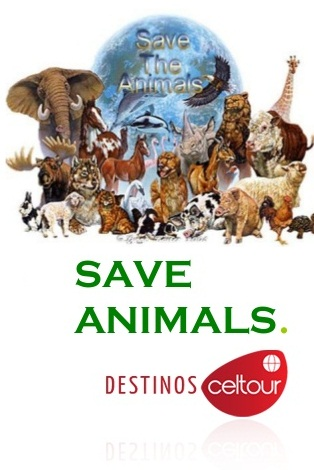 Save
The
Animals
SAVE
ANIMALS.
DESTINOS celtour